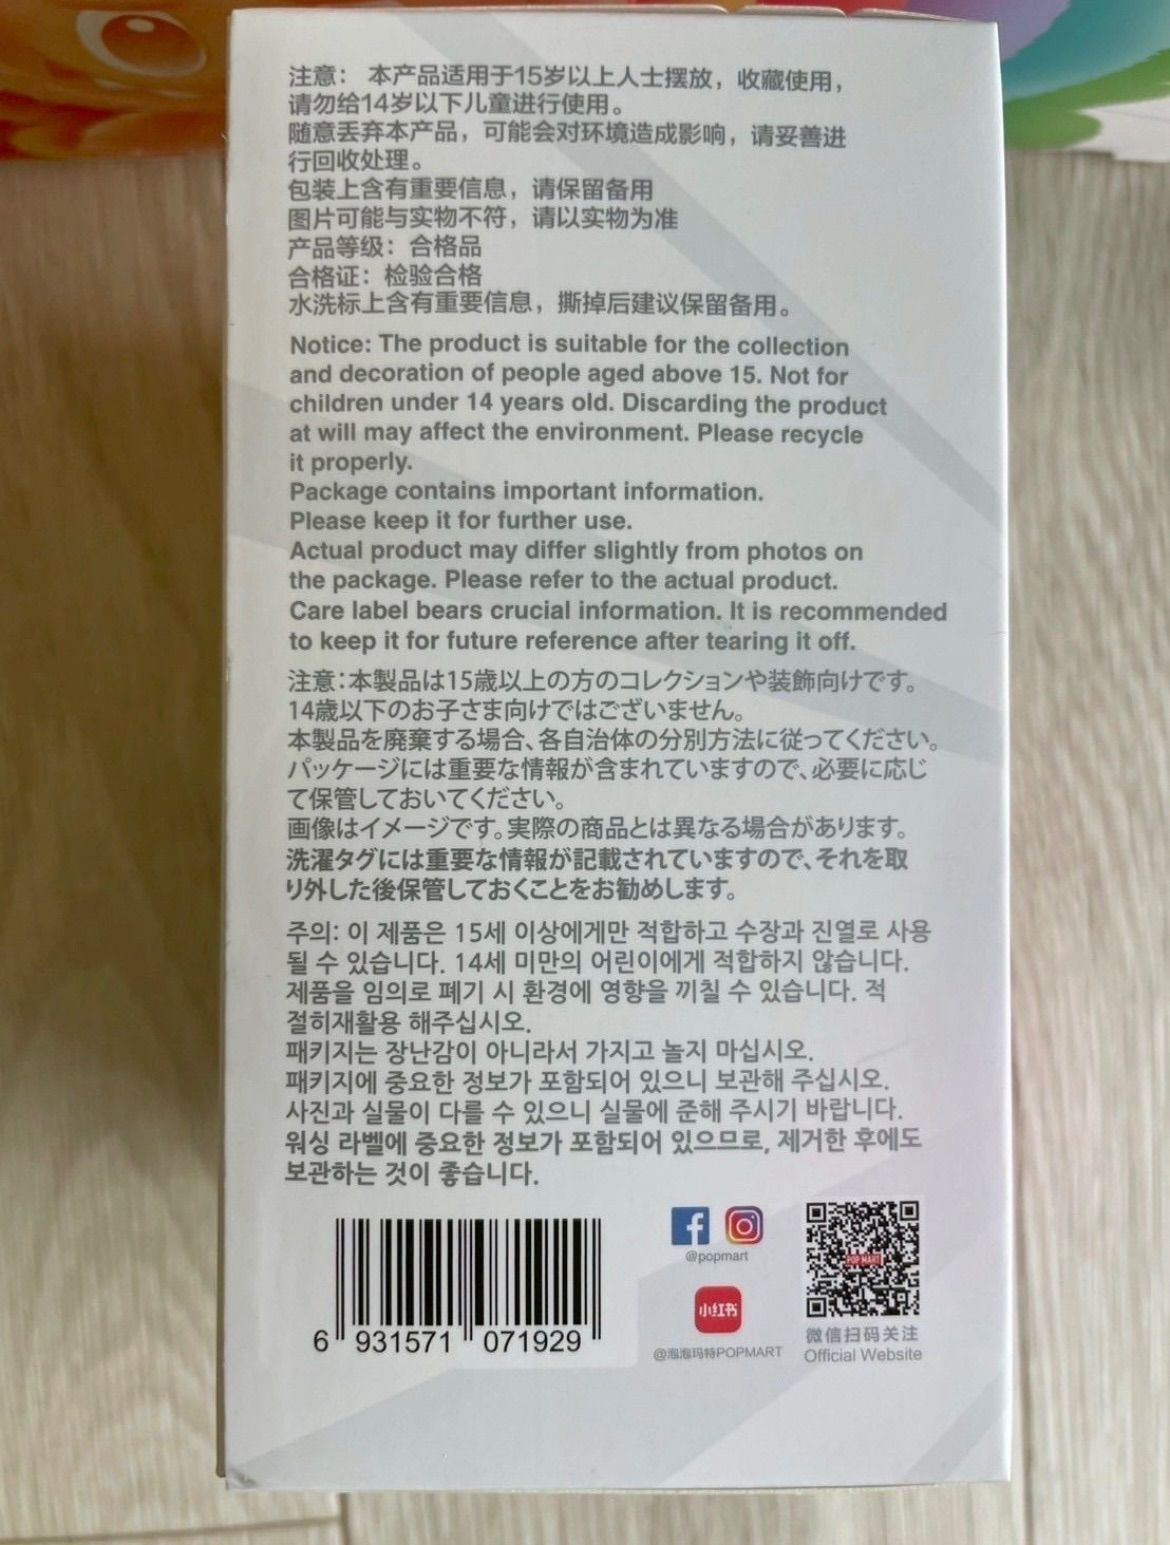 注意： 本产品适用于15岁以上人士摆放，收藏使用，
请勿给14岁以下儿童进行使用。
随意丢弃本产品，可能会对环境造成影响，请妥善进
行回收处理。
包装上含有重要信息，请保留备用
图片可能与实物不符，请以实物为准
产品等级：合格品
合格证：检验合格
水洗标上含有重要信息，撕掉后建议保留备用。
Notice: The product is suitable for the collection
and decoration of people aged above 15. Not for
children under 14 years old. Discarding the product
at will may affect the environment. Please recycle
it properly.
Package contains important information.
Please keep it for further use.
Actual product may differ slightly from photos on
the package. Please refer to the actual product.
Care label bears crucial information. It is recommended
to keep it for future reference after tearing it off.
注意：本製品は15歳以上の方のコレクションや装飾向けです。
14歳以下のお子さま向けではございません。
本製品を廃棄する場合、各自治体の分別方法に従ってください。
パッケージには重要な情報が含まれていますので、必要に応じ
て保管しておいてください。
画像はイメージです。実際の商品とは異なる場合があります。
洗濯タグには重要な情報が記載されていますので、それを取
り外した後保管しておくことをお勧めします。
주의: 이 제품은 15세 이상에게만 적합하고 수장과 진열로 사용
될 수 있습니다. 14세 미만의 어린이에게 적합하지 않습니다.
제품을 임의로 폐기 시 환경에 영향을 끼칠 수 있습니다. 적
절히재활용 해주십시오.
패키지는 장난감이 아니라서 가지고 놀지 마십시오.
패키지에 중요한 정보가 포함되어 있으니 보관해 주십시오.
사진과 실물이 다를 수 있으니 실물에 준해 주시기 바랍니다.
워싱 라벨에 중요한 정보가 포함되어 있으므로, 제거한 후에도
보관하는 것이 좋습니다.
6 931571 071929
@popmart
小红书
@泡泡玛特POPMART
POP MART
微信扫码关注
Official Website